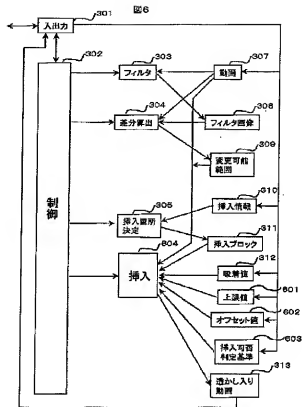 図6
301
入出力
302
制御
303
フィルタ
307
動画
304
差分算出
308
フィルタ画像
309
変更可能
範囲
310
挿入情報
305
挿入箇所
決定
311
挿入ブロック
604
挿入
312
吸着値
601
上限値
602
オフセット値
603
挿入可否
判定基準
313
透かし入り
動画